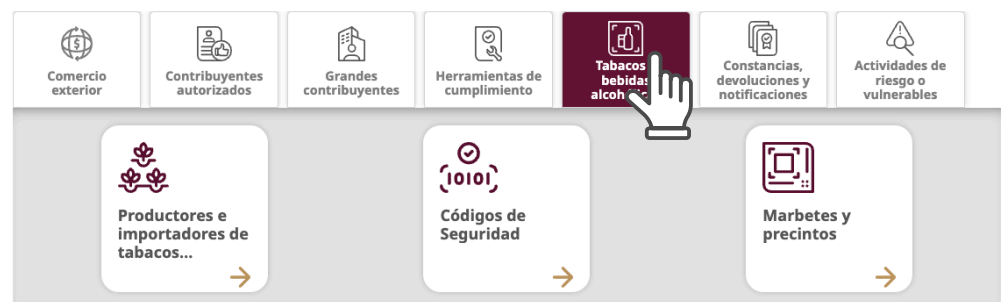 Comercio
exterior
Contribuyentes
autorizados
Grandes
contribuyentes
Herramientas de
cumplimiento
Tabacos
bebidas
Constancias,
devoluciones y
notificaciones
Actividades de
riesgo o
vulnerables
Productores e
importadores de
tabacos...
10101
Códigos de
Seguridad
Marbetes y
precintos